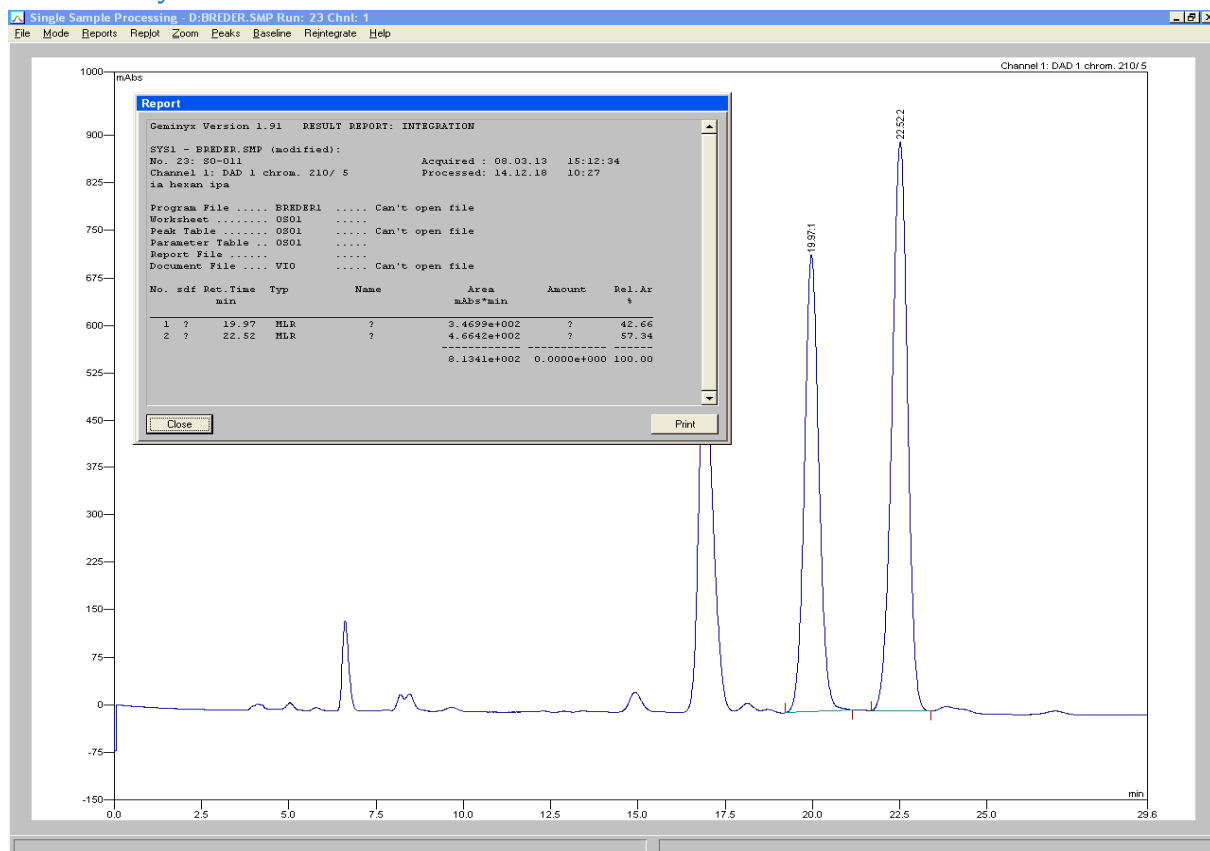 Single Sample Processing - D:BREDER.SMP Run: 23 Chnl: 1
File Mode Reports Replot Zoom Peaks Baseline Reintegrate Help
Channel 1: DAD 1 chrom. 210/ 5
mAbs
1000
900
825
750
675
600
525
450
375
300
225
150
75
0
-75
-150
Report
Geminyx Version 1.91 RESULT REPORT: INTEGRATION
SYS1 - BREDER.SMP (modified):
No. 23: SO-011 Acquired : 08.03.13 15:12:34
Channel 1: DAD 1 chrom. 210/ 5 Processed: 14.12.18 10:27
ia hexan ipa
Program File ..... BREDER1 ..... Can't open file
Worksheet ........ OS01 .....
Peak Table ....... OS01 ..... Can't open file
Parameter Table .. OS01 .....
Report File ...... .....
Document File .... VIO ..... Can't open file
No. sdf Ret.Time Typ Name Area Amount Rel.Ar
min mAbs*min %
1 ? 19.97 MLR ? 3.4699e+002 ? 42.66
2 ? 22.52 MLR ? 4.6642e+002 ? 57.34
8.1341e+002 0.0000e+000 100.00
Close Print
19.97:1
22.52:2
min
0.0 2.5 5.0 7.5 10.0 12.5 15.0 17.5 20.0 22.5 25.0 29.6